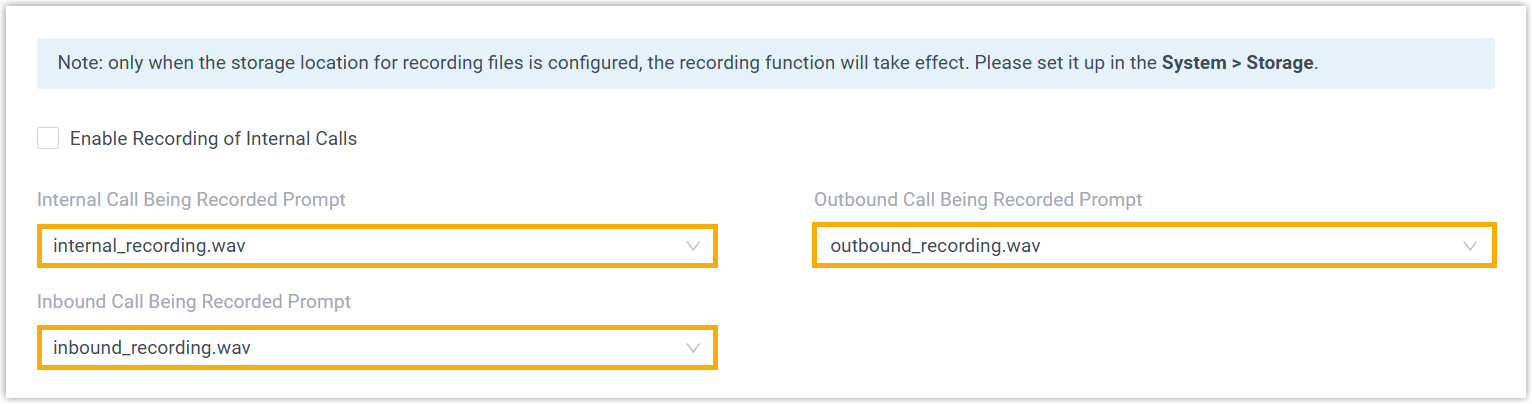 Note: only when the storage location for recording files is configured, the recording function will take effect. Please set it up in the System > Storage.
Enable Recording of Internal Calls
Internal Call Being Recorded Prompt
internal_recording.wav
Outbound Call Being Recorded Prompt
outbound_recording.wav
Inbound Call Being Recorded Prompt
inbound_recording.wav